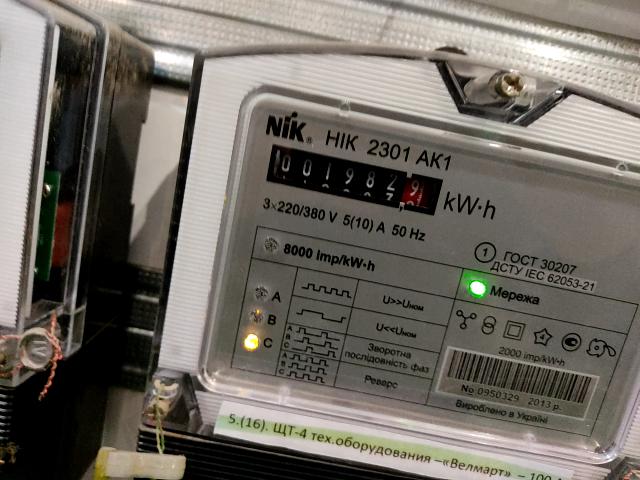 NiK® НІК 2301 АК1
0019829 kW·h
3×220/380 V 5(10) A 50 Hz
1 ГОСТ 30207
ДСТУ IEC 62053-21
8000 imp/kW·h
Мережа
A
B
C
U>>Uном
U<<Uном
A
B
C
Зворотна
послідовність фаз
A
B
C
Реверс
2000 imp/kW·h
No 0950329 2013 р.
Вироблено в Україні
5.(16). ЩТ-4 тех.оборудования –«Велмарт» – 100